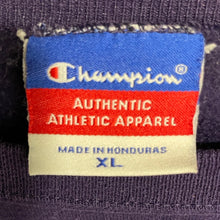 Champion®
AUTHENTIC
ATHLETIC APPAREL
MADE IN HONDURAS
XL